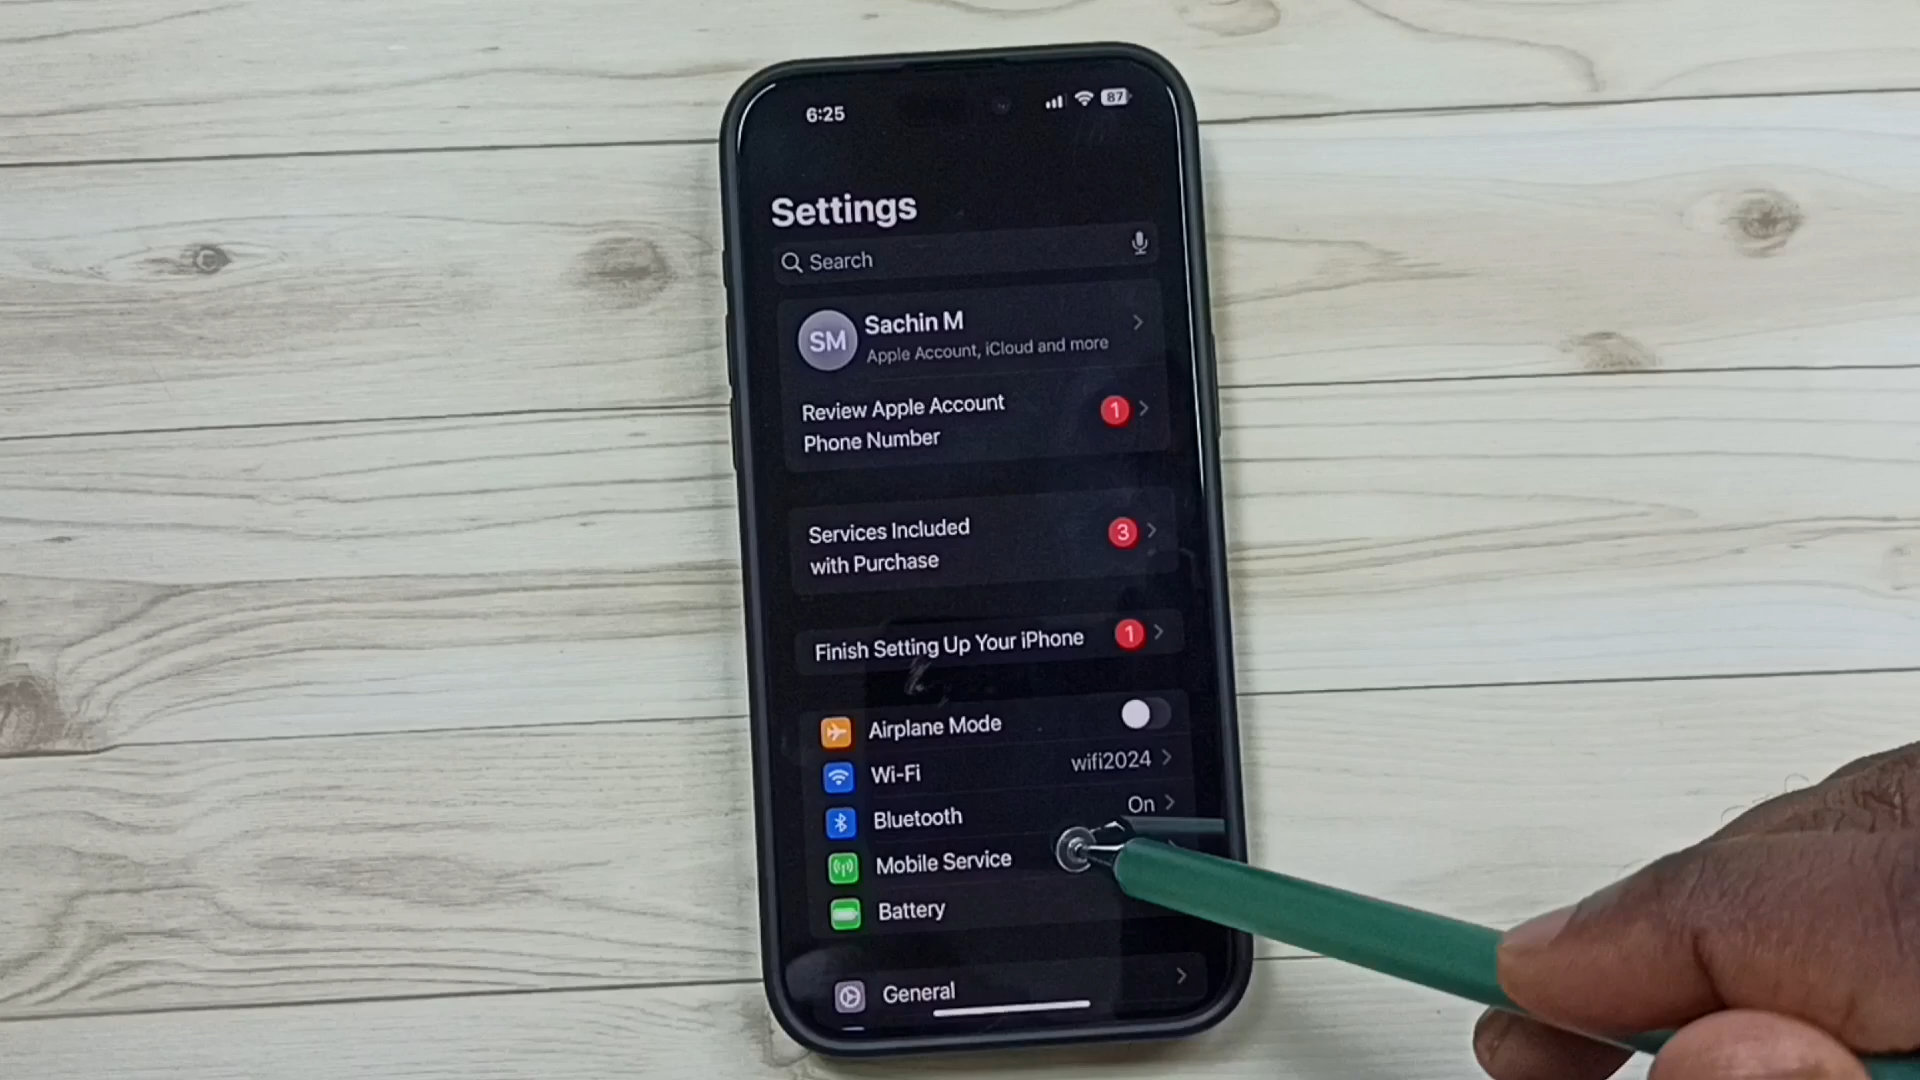 6:25
87
Settings
Search
SM
Sachin M
Apple Account, iCloud and more
Review Apple Account
Phone Number
1
Services Included
with Purchase
3
Finish Setting Up Your iPhone
1
Airplane Mode
Wi-Fi
wifi2024
Bluetooth
On
Mobile Service
Battery
General